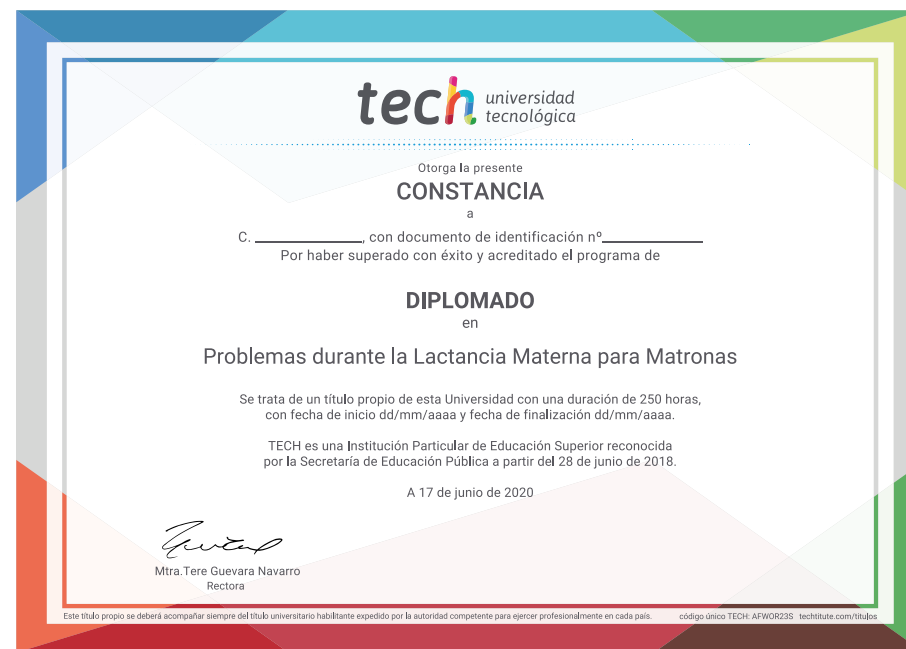 tech universidad
tecnológica
Otorga la presente
CONSTANCIA
a
C. ____________, con documento de identificación nº____________
Por haber superado con éxito y acreditado el programa de
DIPLOMADO
en
Problemas durante la Lactancia Materna para Matronas
Se trata de un título propio de esta Universidad con una duración de 250 horas,
con fecha de inicio dd/mm/aaaa y fecha de finalización dd/mm/aaaa.
TECH es una Institución Particular de Educación Superior reconocida
por la Secretaría de Educación Pública a partir del 28 de junio de 2018.
A 17 de junio de 2020
Mtra.Tere Guevara Navarro
Rectora
Este título propio se deberá acompañar siempre del título universitario habilitante expedido por la autoridad competente para ejercer profesionalmente en cada país. código único TECH: AFWOR23S techtitute.com/títulos